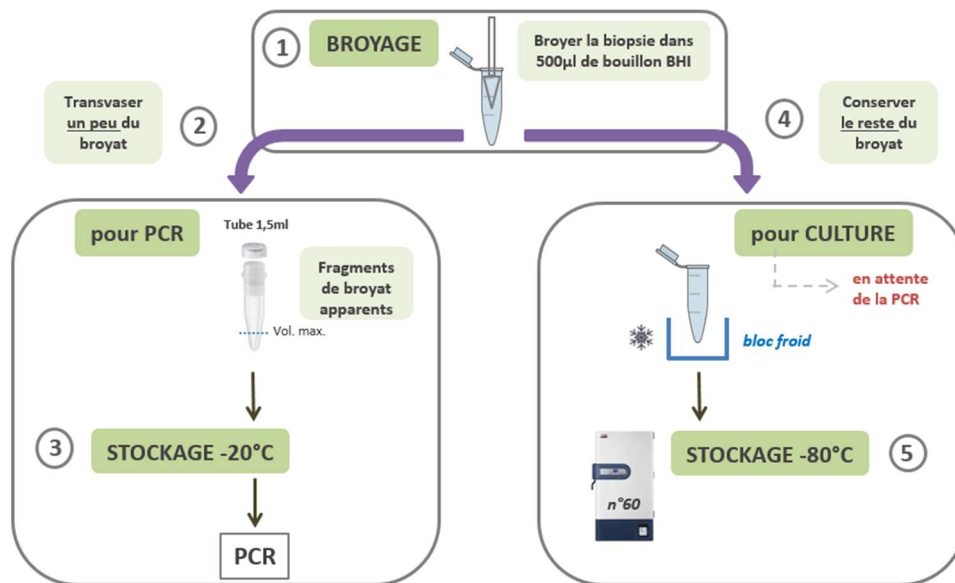 1
BROYAGE
Broyer la biopsie dans
500µl de bouillon BHI
Transvaser
un peu du
broyat
2
4
Conserver
le reste du
broyat
pour PCR
Tube 1,5ml
Fragments
de broyat
apparents
Vol. max.
3
STOCKAGE -20°C
PCR
pour CULTURE
en attente
de la PCR
bloc froid
STOCKAGE -80°C
5
n°60